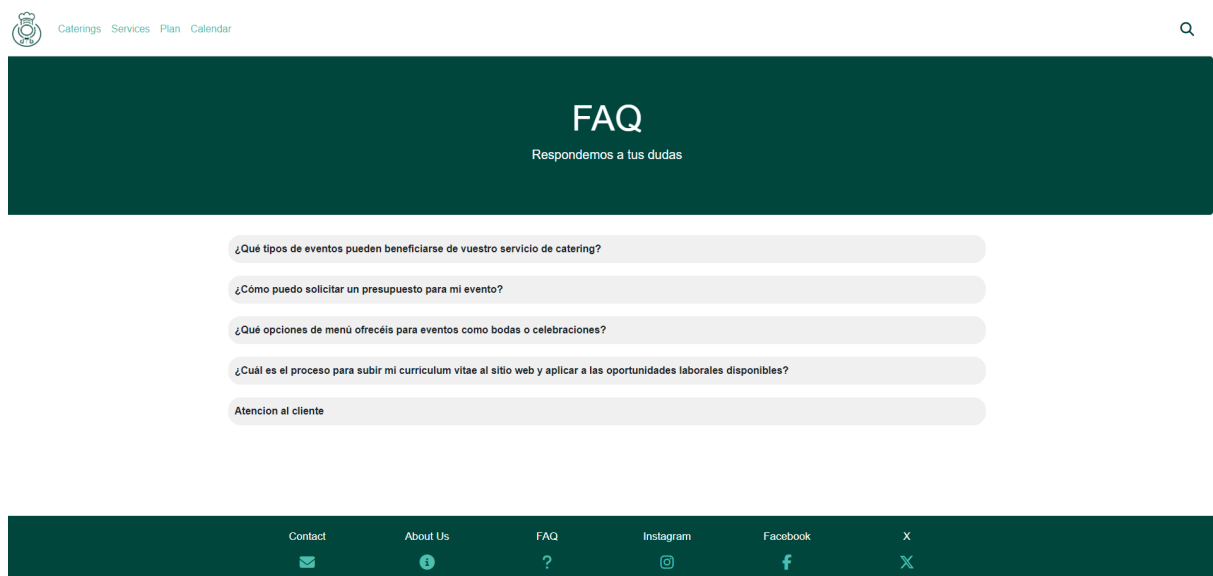 Caterings Services Plan Calendar
FAQ
Respondemos a tus dudas
¿Qué tipos de eventos pueden beneficiarse de vuestro servicio de catering?
¿Cómo puedo solicitar un presupuesto para mi evento?
¿Qué opciones de menú ofrecéis para eventos como bodas o celebraciones?
¿Cuál es el proceso para subir mi curriculum vitae al sitio web y aplicar a las oportunidades laborales disponibles?
Atencion al cliente
Contact About Us FAQ Instagram Facebook X